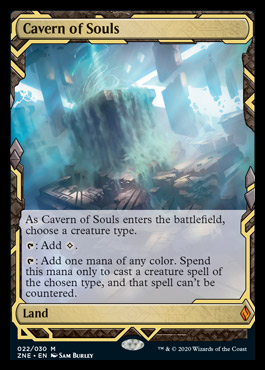 Cavern of Souls
As Cavern of Souls enters the battlefield,
choose a creature type.
: Add .
: Add one mana of any color. Spend
this mana only to cast a creature spell of
the chosen type, and that spell can't be
countered.
Land
022/030 M
ZNE • EN SAM BURLEY
™ & © 2020 Wizards of the Coast